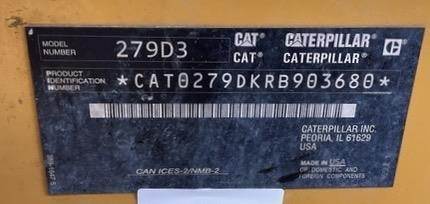 MODEL NUMBER 279D3 CAT CATERPILLAR C
CAT CATERPILLAR
PRODUCT IDENTIFICATION NUMBER *CAT0279DKRB903680*
CATERPILLAR INC.
PEORIA, IL 61629
USA
CAN ICES-2/NMB-2
MADE IN USA
OF DOMESTIC AND
FOREIGN COMPONENTS